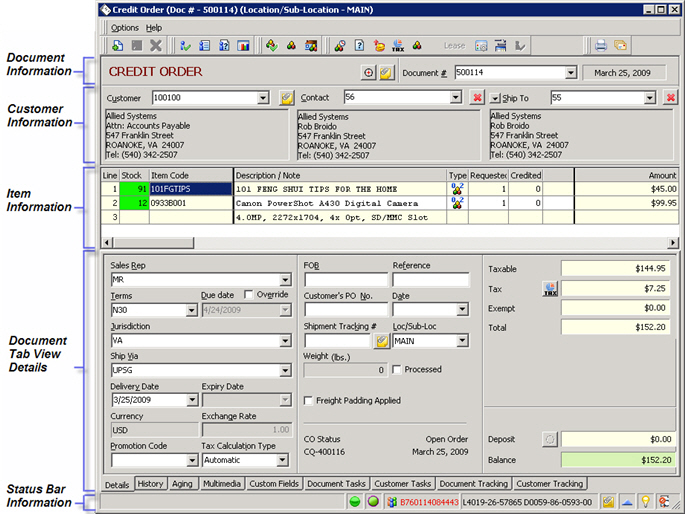 Credit Order (Doc # - 500114) (Location/Sub-Location - MAIN)
Options Help
Lease
Document Information
CREDIT ORDER
Document # 500114
March 25, 2009
Customer Information
Customer 100100
Contact 56
Ship To 55
Allied Systems
Attn: Accounts Payable
547 Franklin Street
ROANOKE, VA 24007
Tel: (540) 342-2507
Allied Systems
Rob Broido
547 Franklin Street
ROANOKE, VA 24007
Tel: (540) 342-2507
Allied Systems
Rob Broido
547 Franklin Street
ROANOKE, VA 24007
Tel: (540) 342-2507
Item Information
Line Stock Item Code Description / Note Type Requested Credited Amount
1 91 101FGTIPS 101 FENG SHUI TIPS FOR THE HOME 1 0 $45.00
2 12 0933B001 Canon PowerShot A430 Digital Camera 1 0 $99.95
3 4.0MP, 2272x1704, 4x Opt, SD/MMC Slot
Document Tab View Details
Sales Rep
MR
Terms Due date Override
N30 4/24/2009
Jurisdiction
VA
Ship Via
UPSG
Delivery Date Expiry Date
3/25/2009
Currency Exchange Rate
USD 1.00
Promotion Code Tax Calculation Type
Automatic
FOB Reference
Customer's PO No. Date
Shipment Tracking # Loc/Sub-Loc
MAIN
Weight (lbs.)
0 Processed
Freight Padding Applied
CO Status Open Order
CQ-400116 March 25, 2009
Taxable $144.95
Tax TAX $7.25
Exempt $0.00
Total $152.20
Deposit $0.00
Balance $152.20
Details History Aging Multimedia Custom Fields Document Tasks Customer Tasks Document Tracking Customer Tracking
Status Bar Information
B760114084443 L4019-26-57865 D0059-86-0593-00